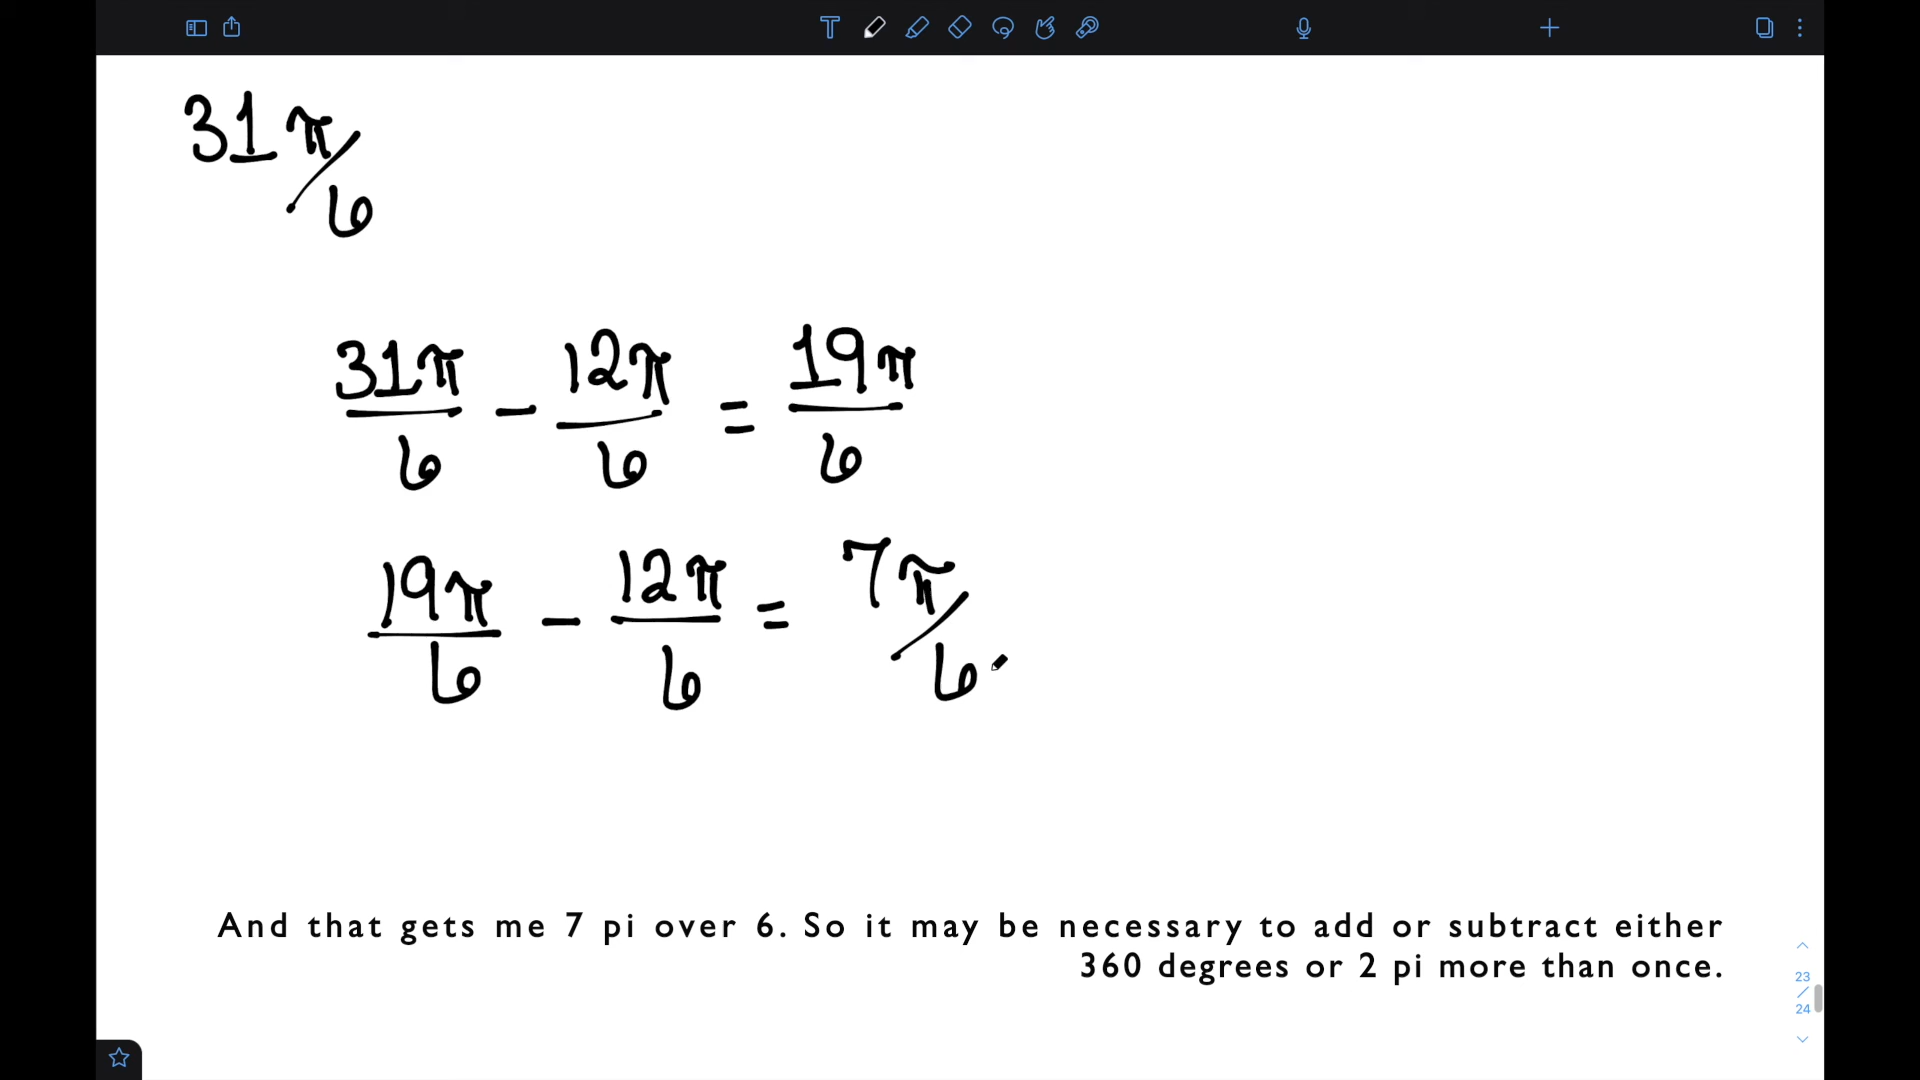 31π/6
31π/6 - 12π/6 = 19π/6
19π/6 - 12π/6 = 7π/6
And that gets me 7 pi over 6. So it may be necessary to add or subtract either
360 degrees or 2 pi more than once.
23
/
24